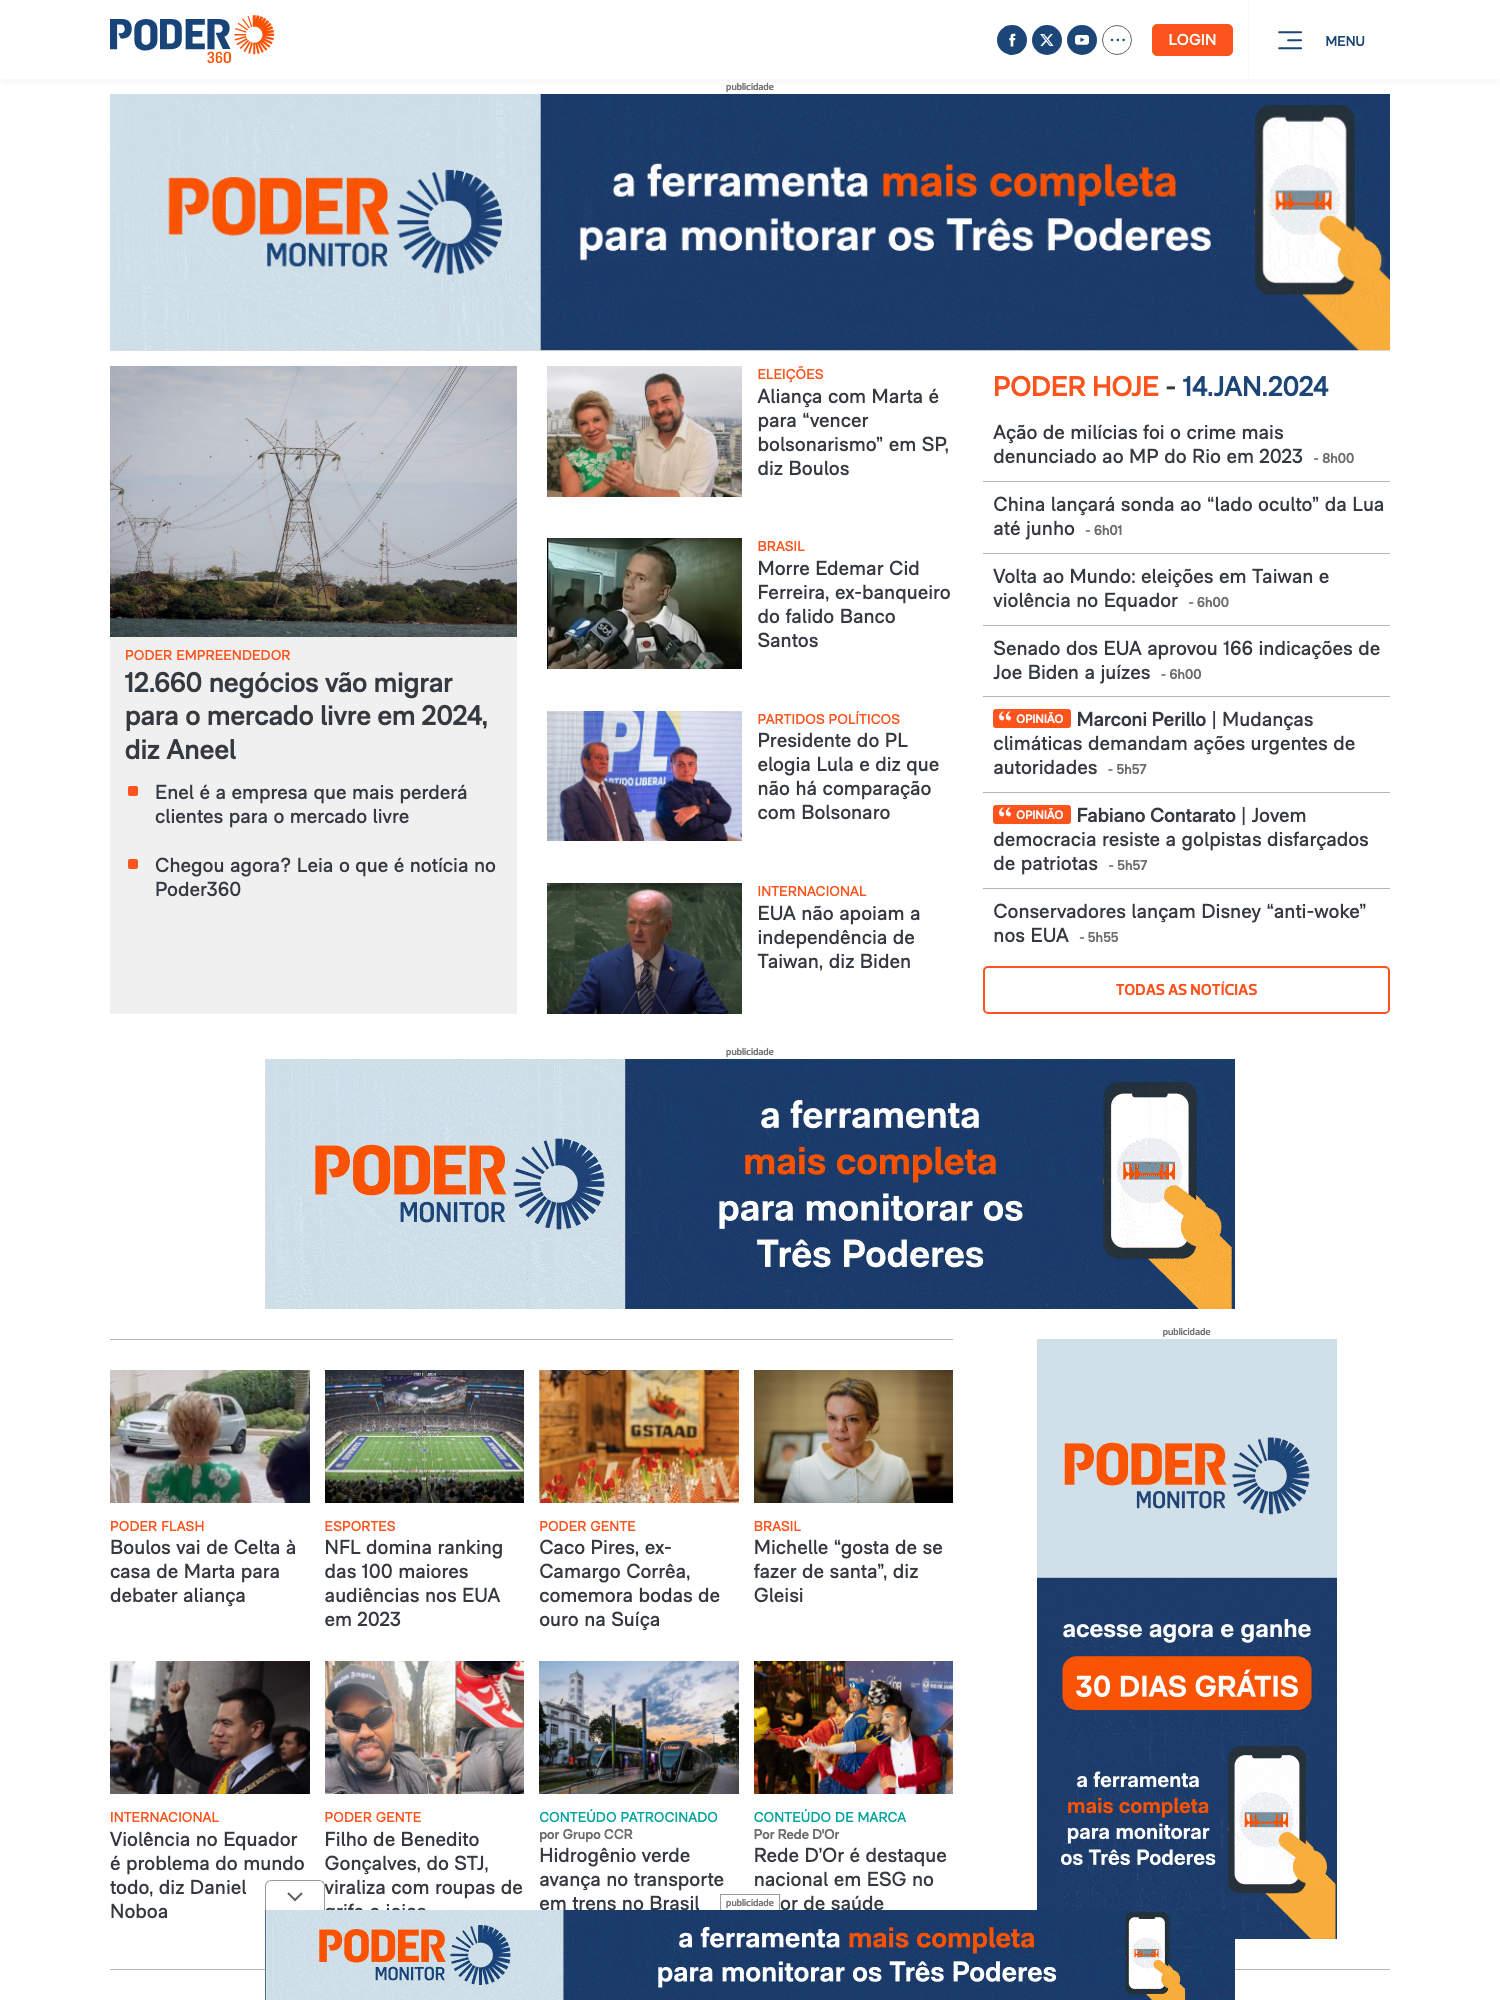 PODER
360
LOGIN
MENU
publicidade
PODER
MONITOR
a ferramenta mais completa
para monitorar os Três Poderes
PODER EMPREENDEDOR
12.660 negócios vão migrar
para o mercado livre em 2024,
diz Aneel
Enel é a empresa que mais perderá
clientes para o mercado livre
Chegou agora? Leia o que é notícia no
Poder360
ELEIÇÕES
Aliança com Marta é
para “vencer
bolsonarismo” em SP,
diz Boulos
BRASIL
Morre Edemar Cid
Ferreira, ex-banqueiro
do falido Banco
Santos
PL
PARTIDO LIBERAL
PARTIDOS POLÍTICOS
Presidente do PL
elogia Lula e diz que
não há comparação
com Bolsonaro
INTERNACIONAL
EUA não apoiam a
independência de
Taiwan, diz Biden
PODER HOJE - 14.JAN.2024
Ação de milícias foi o crime mais
denunciado ao MP do Rio em 2023 - 8h00
China lançará sonda ao “lado oculto” da Lua
até junho - 6h01
Volta ao Mundo: eleições em Taiwan e
violência no Equador - 6h00
Senado dos EUA aprovou 166 indicações de
Joe Biden a juízes - 6h00
“ OPINIÃO Marconi Perillo | Mudanças
climáticas demandam ações urgentes de
autoridades - 5h57
“ OPINIÃO Fabiano Contarato | Jovem
democracia resiste a golpistas disfarçados
de patriotas - 5h57
Conservadores lançam Disney “anti-woke”
nos EUA - 5h55
TODAS AS NOTÍCIAS
publicidade
PODER
MONITOR
a ferramenta
mais completa
para monitorar os
Três Poderes
GSTAAD
PODER FLASH
Boulos vai de Celta à
casa de Marta para
debater aliança
ESPORTES
NFL domina ranking
das 100 maiores
audiências nos EUA
em 2023
PODER GENTE
Caco Pires, ex-
Camargo Corrêa,
comemora bodas de
ouro na Suíça
BRASIL
Michelle “gosta de se
fazer de santa”, diz
Gleisi
INTERNACIONAL
Violência no Equador
é problema do mundo
todo, diz Daniel
Noboa
PODER GENTE
Filho de Benedito
Gonçalves, do STJ,
viraliza com roupas de
grife e joias
CONTEÚDO PATROCINADO
por Grupo CCR
Hidrogênio verde
avança no transporte
em trens no Brasil
CONTEÚDO DE MARCA
Por Rede D'Or
Rede D’Or é destaque
nacional em ESG no
or de saúde
publicidade
PODER
MONITOR
acesse agora e ganhe
30 DIAS GRÁTIS
a ferramenta
mais completa
para monitorar
os Três Poderes
publicidade
PODER
MONITOR
a ferramenta mais completa
para monitorar os Três Poderes